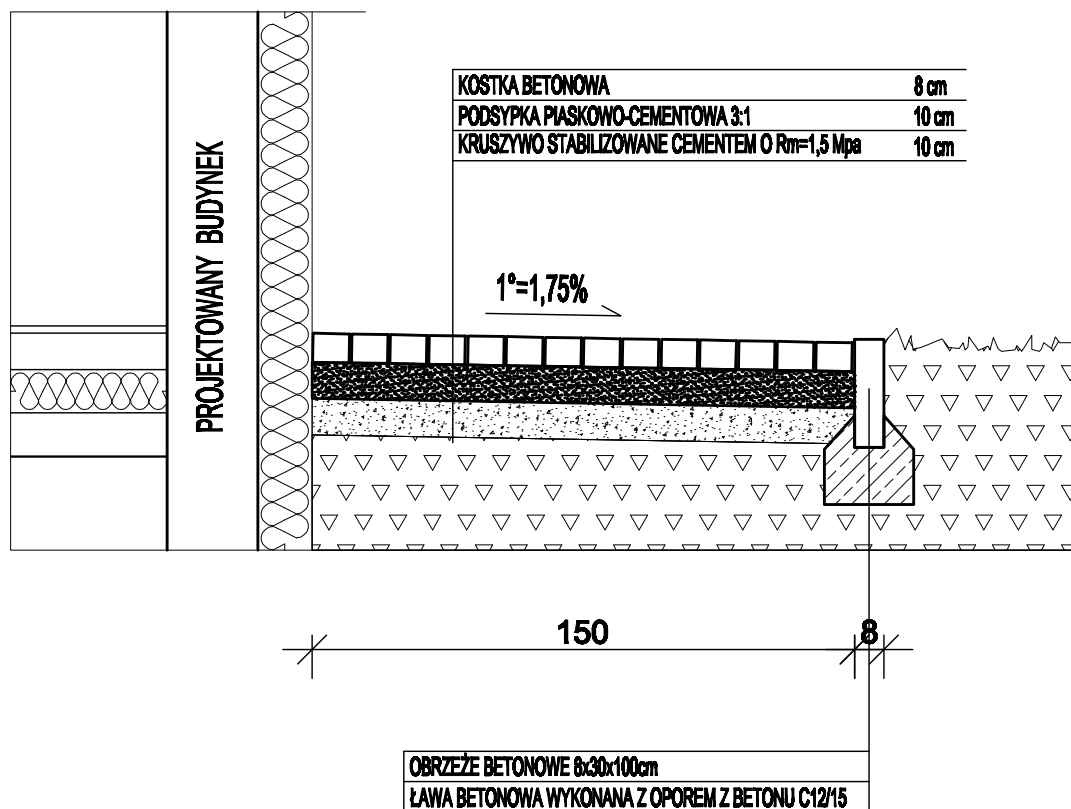 KOSTKA BETONOWA 8 cm
PODSYPKA PIASKOWO-CEMENTOWA 3:1 10 cm
KRUSZYWO STABILIZOWANE CEMENTEM O Rm=1,5 Mpa 10 cm
PROJEKTOWANY BUDYNEK
1°=1,75%
150
8
OBRZEŻE BETONOWE 8x30x100cm
ŁAWA BETONOWA WYKONANA Z OPOREM Z BETONU C12/15